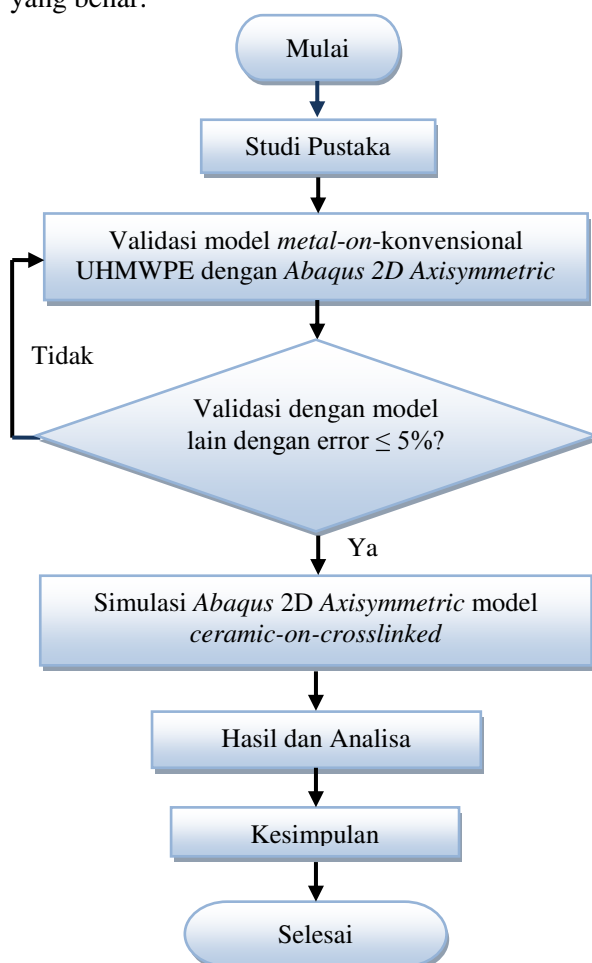 yang benar.
Mulai
Studi Pustaka
Validasi model metal-on-konvensional
UHMWPE dengan Abaqus 2D Axisymmetric
Tidak
Validasi dengan model
lain dengan error ≤ 5%?
Ya
Simulasi Abaqus 2D Axisymmetric model
ceramic-on-crosslinked
Hasil dan Analisa
Kesimpulan
Selesai